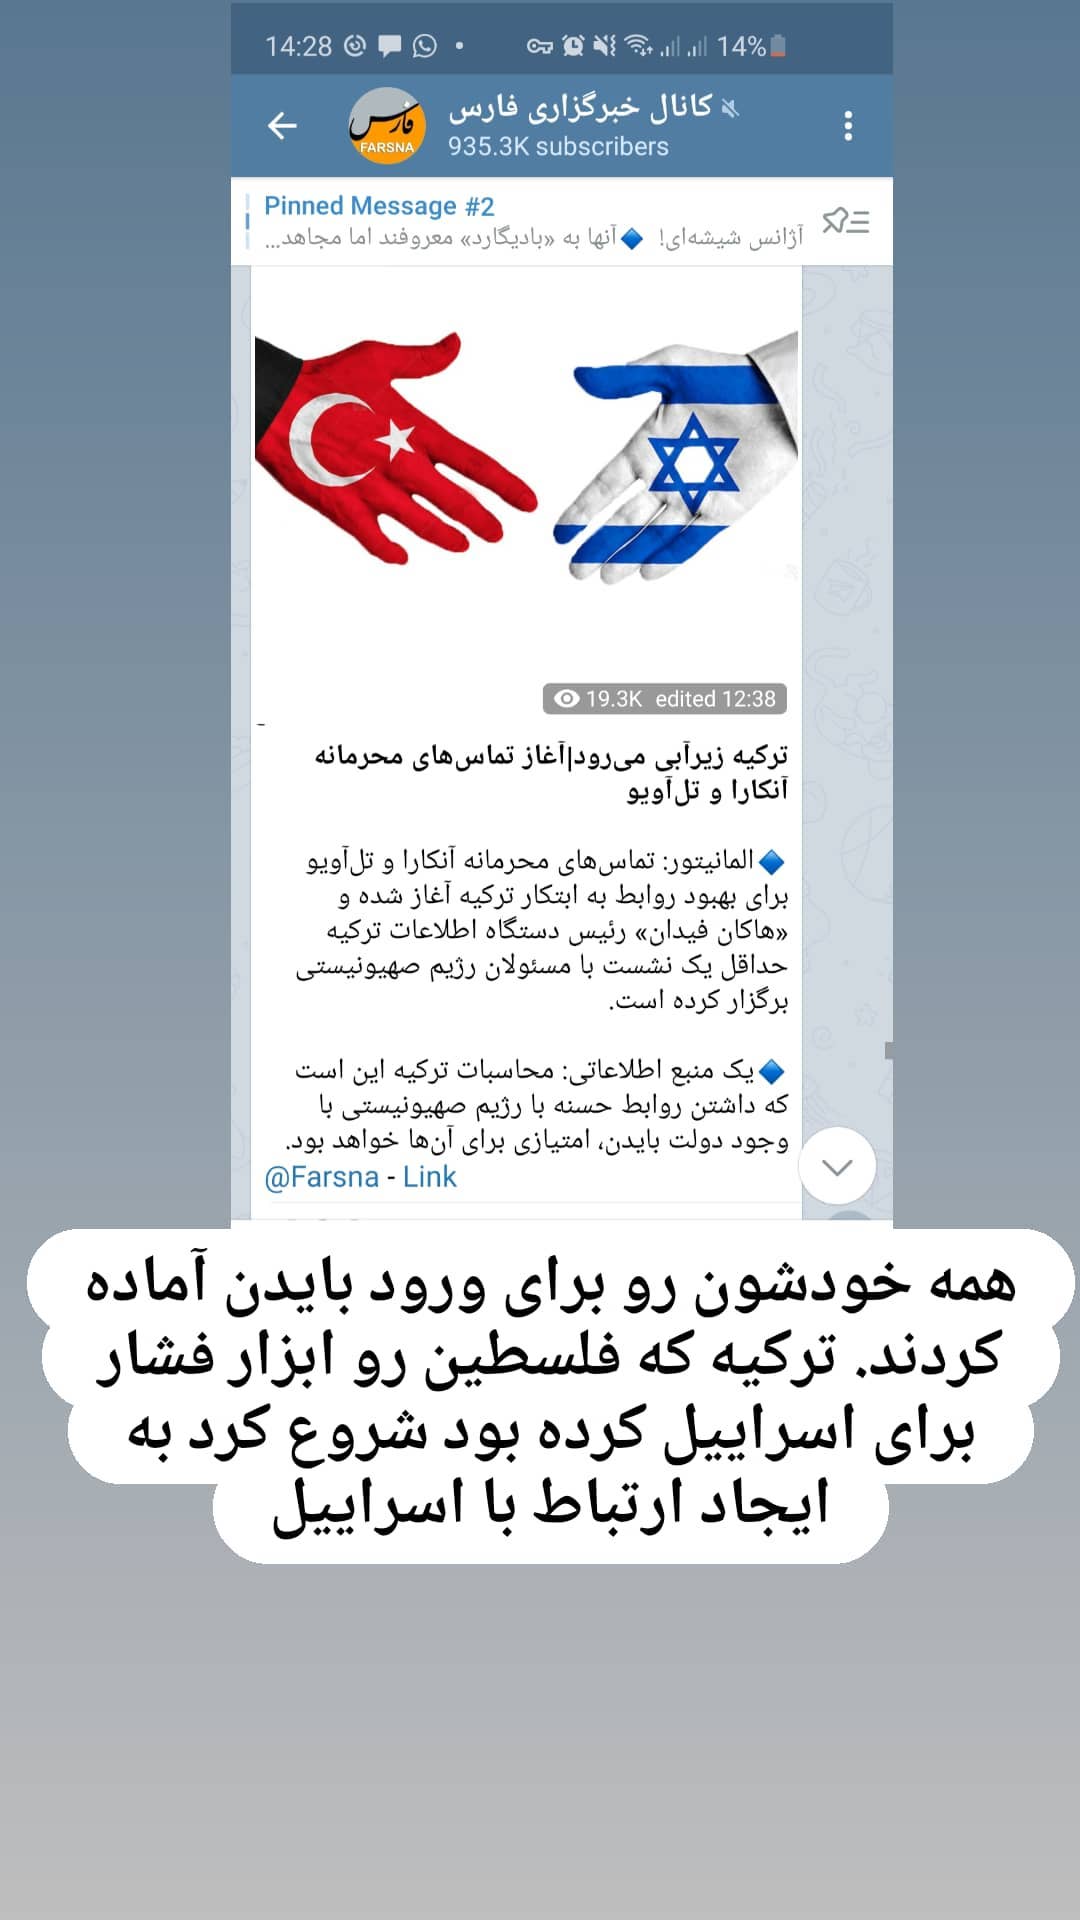 14:28
14%
کانال خبرگزاری فارس
935.3K subscribers
فارس
FARSNA
Pinned Message #2
آژانس شیشه‌ای! 🔷آنها به «بادیگارد» معروفند اما مجاهد...
19.3K edited 12:38
ترکیه زیرآبی می‌رود|آغاز تماس‌های محرمانه
آنکارا و تل‌آویو
🔷المانیتور: تماس‌های محرمانه آنکارا و تل‌آویو
برای بهبود روابط به ابتکار ترکیه آغاز شده و
«هاکان فیدان» رئیس دستگاه اطلاعات ترکیه
حداقل یک نشست با مسئولان رژیم صهیونیستی
برگزار کرده است.
🔷یک منبع اطلاعاتی: محاسبات ترکیه این است
که داشتن روابط حسنه با رژیم صهیونیستی با
وجود دولت بایدن، امتیازی برای آن‌ها خواهد بود.
@Farsna - Link
همه خودشون رو برای ورود بایدن آماده
کردند. ترکیه که فلسطین رو ابزار فشار
برای اسراییل کرده بود شروع کرد به
ایجاد ارتباط با اسراییل